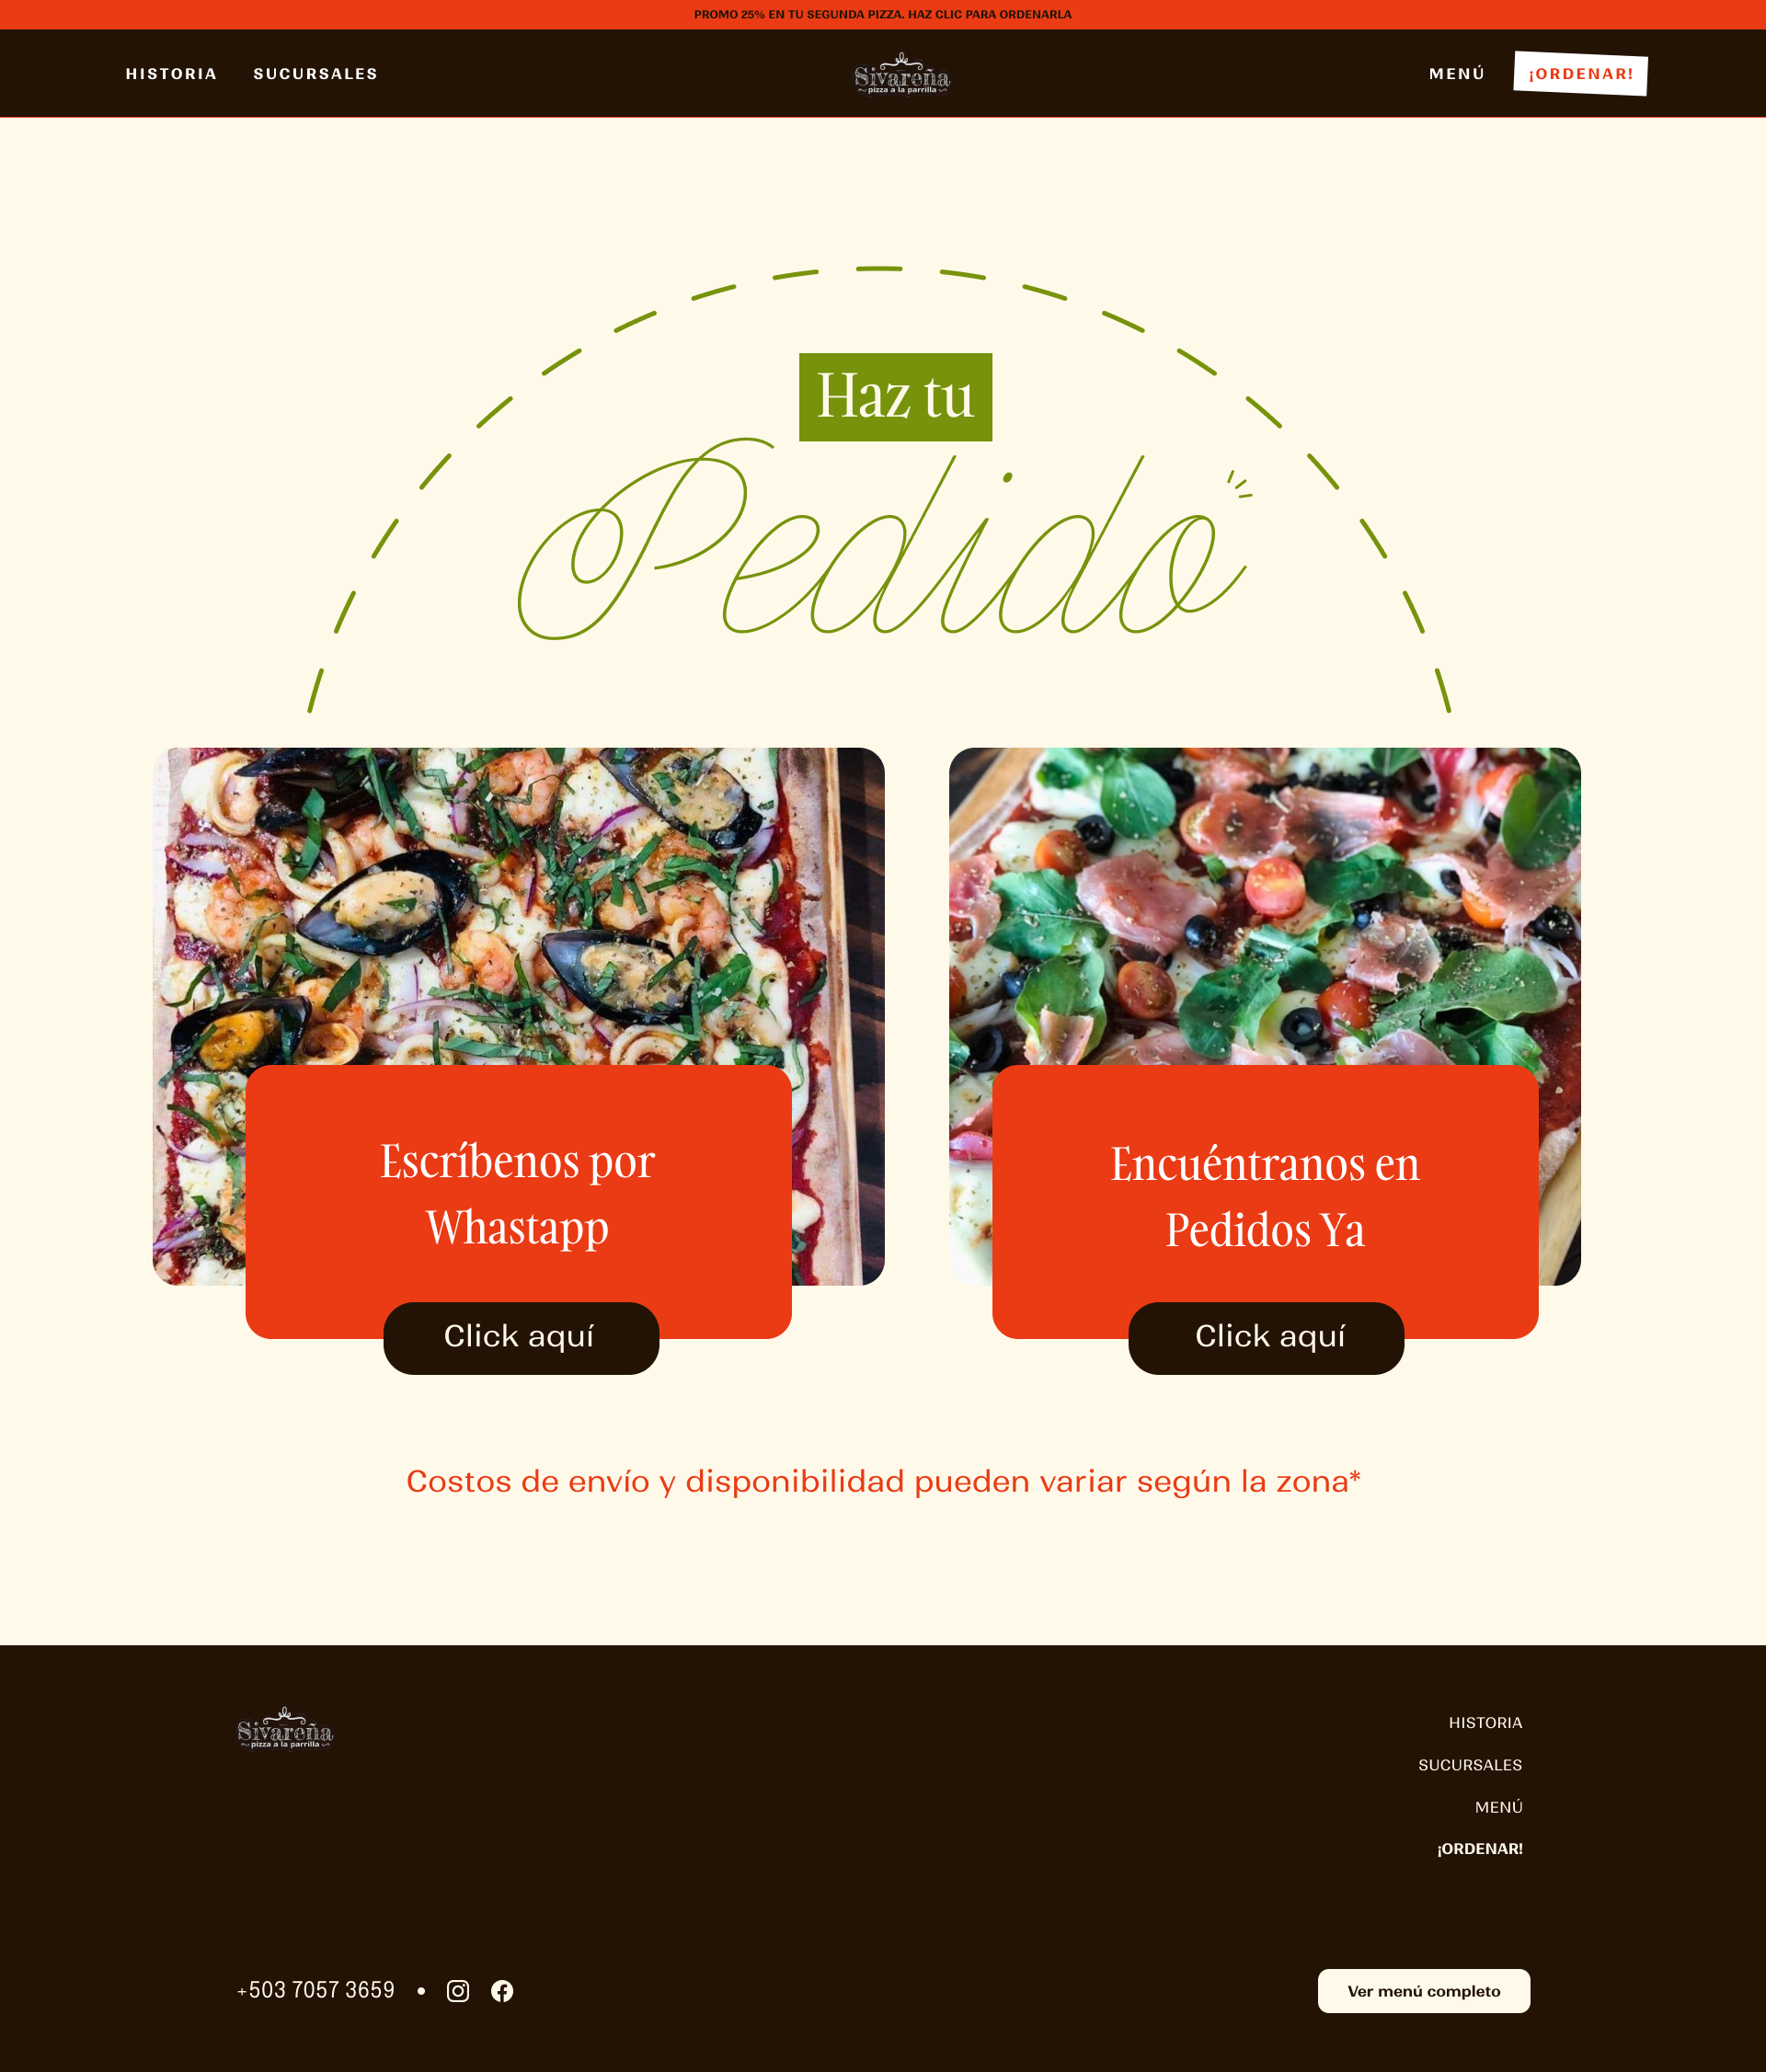 PROMO 25% EN TU SEGUNDA PIZZA. HAZ CLIC PARA ORDENARLA
HISTORIA
SUCURSALES
Sivareña
pizza a la parrilla
MENÚ
¡ORDENAR!
Haz tu
Pedido
Escríbenos por
Whastapp
Click aquí
Encuéntranos en
Pedidos Ya
Click aquí
Costos de envío y disponibilidad pueden variar según la zona*
Sivareña
pizza a la parrilla
HISTORIA
SUCURSALES
MENÚ
¡ORDENAR!
+503 7057 3659
Ver menú completo